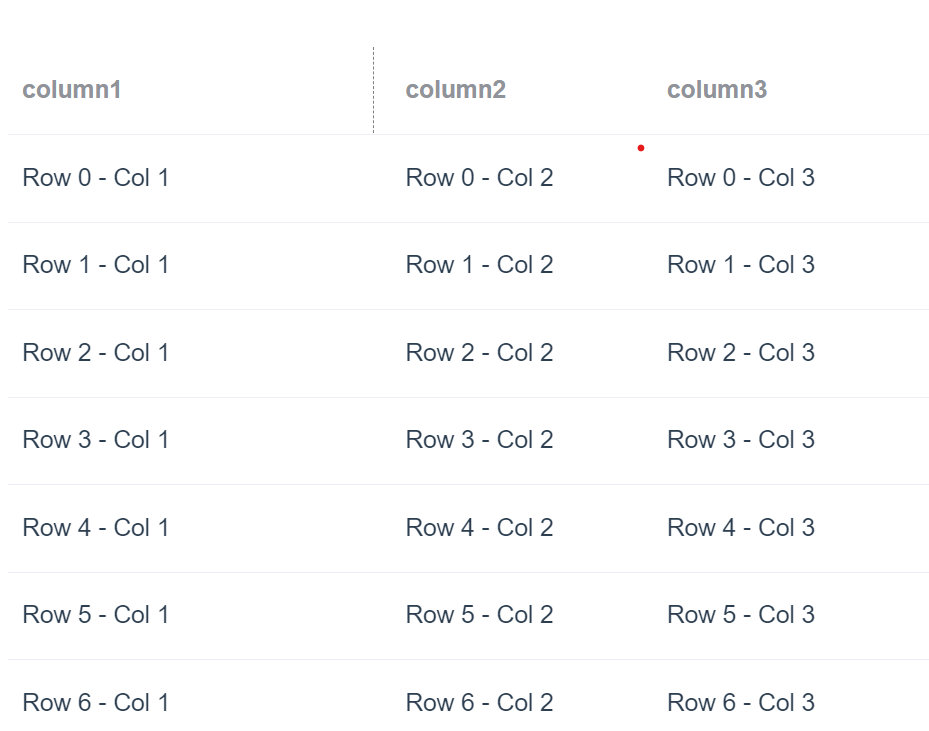 column1 column2 column3
Row 0 - Col 1 Row 0 - Col 2 Row 0 - Col 3
Row 1 - Col 1 Row 1 - Col 2 Row 1 - Col 3
Row 2 - Col 1 Row 2 - Col 2 Row 2 - Col 3
Row 3 - Col 1 Row 3 - Col 2 Row 3 - Col 3
Row 4 - Col 1 Row 4 - Col 2 Row 4 - Col 3
Row 5 - Col 1 Row 5 - Col 2 Row 5 - Col 3
Row 6 - Col 1 Row 6 - Col 2 Row 6 - Col 3